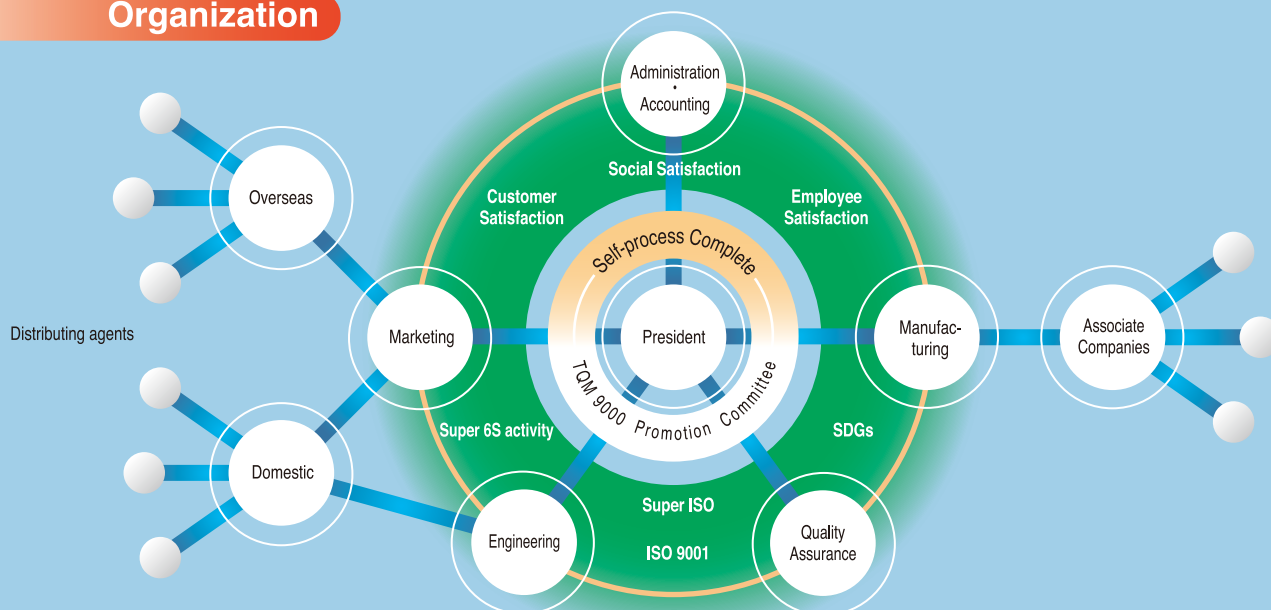 Organization
Administration
・
Accounting
Social Satisfaction
Customer
Satisfaction
Employee
Satisfaction
Overseas
Self-process Complete
Distributing agents
Marketing
President
Manufac-
turing
Associate
Companies
TQM 9000 Promotion Committee
Super 6S activity
SDGs
Domestic
Super ISO
Engineering
ISO 9001
Quality
Assurance